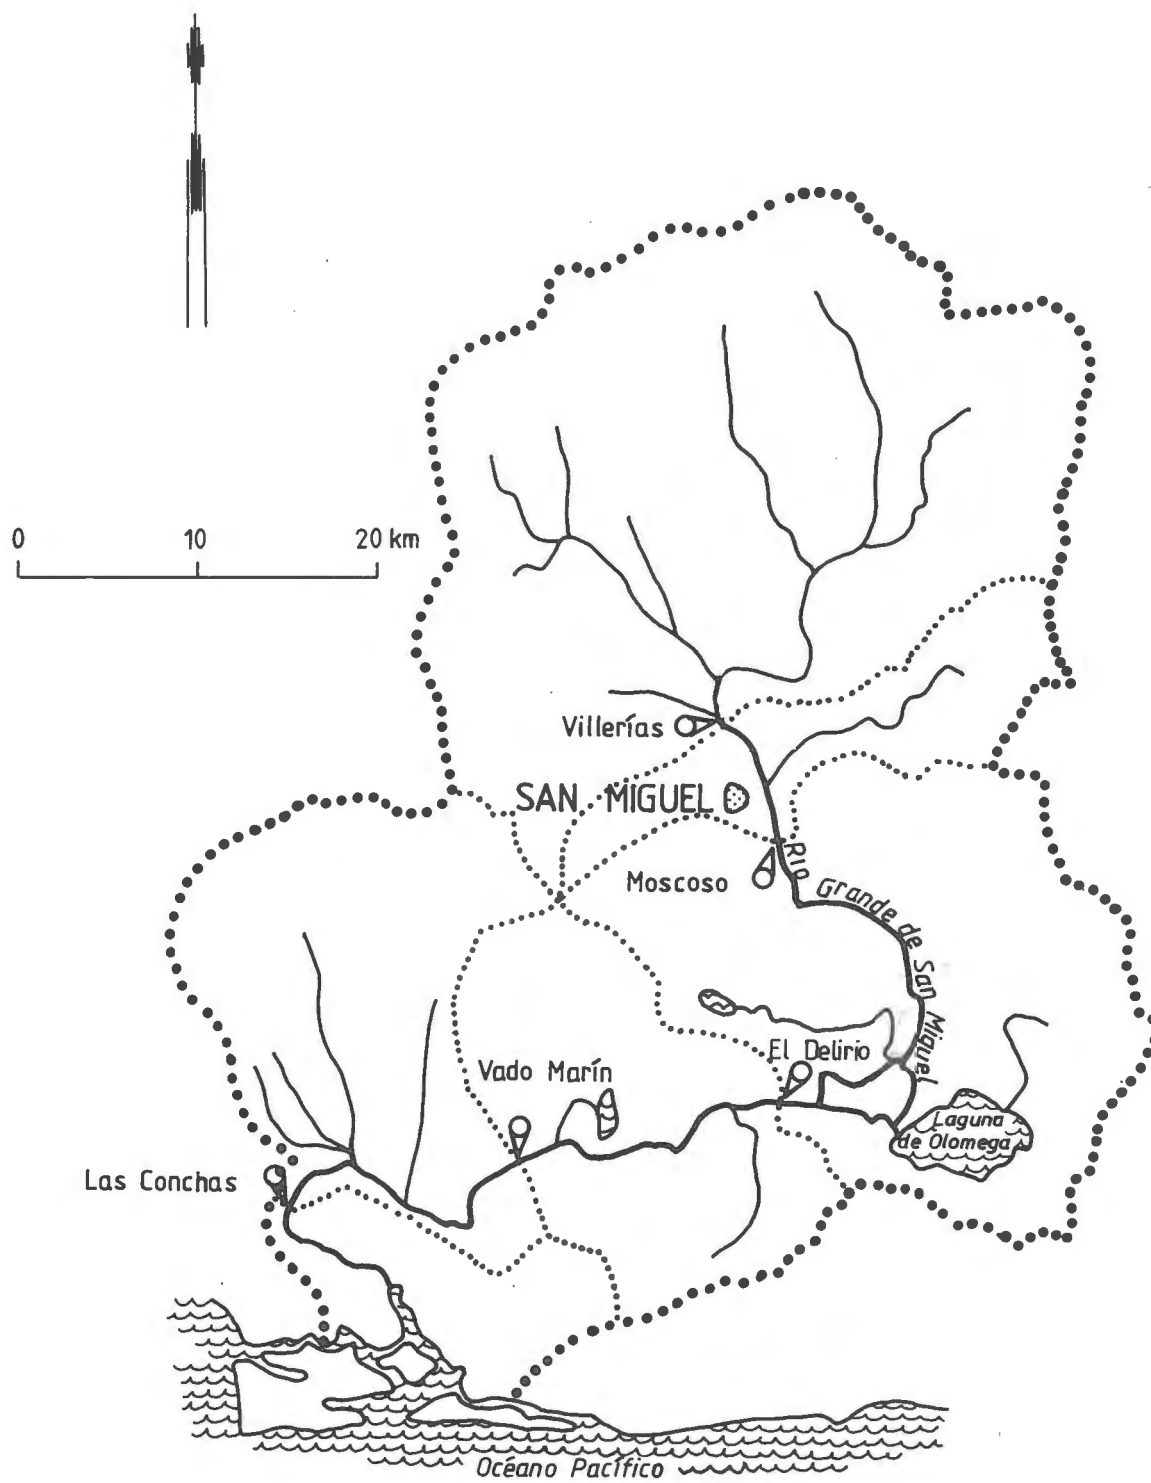 0 10 20 km
Villerías
SAN MIGUEL
Moscoso
Río Grande de San Miguel
El Delirio
Vado Marín
Laguna
de Olomega
Las Conchas
Océano Pacífico